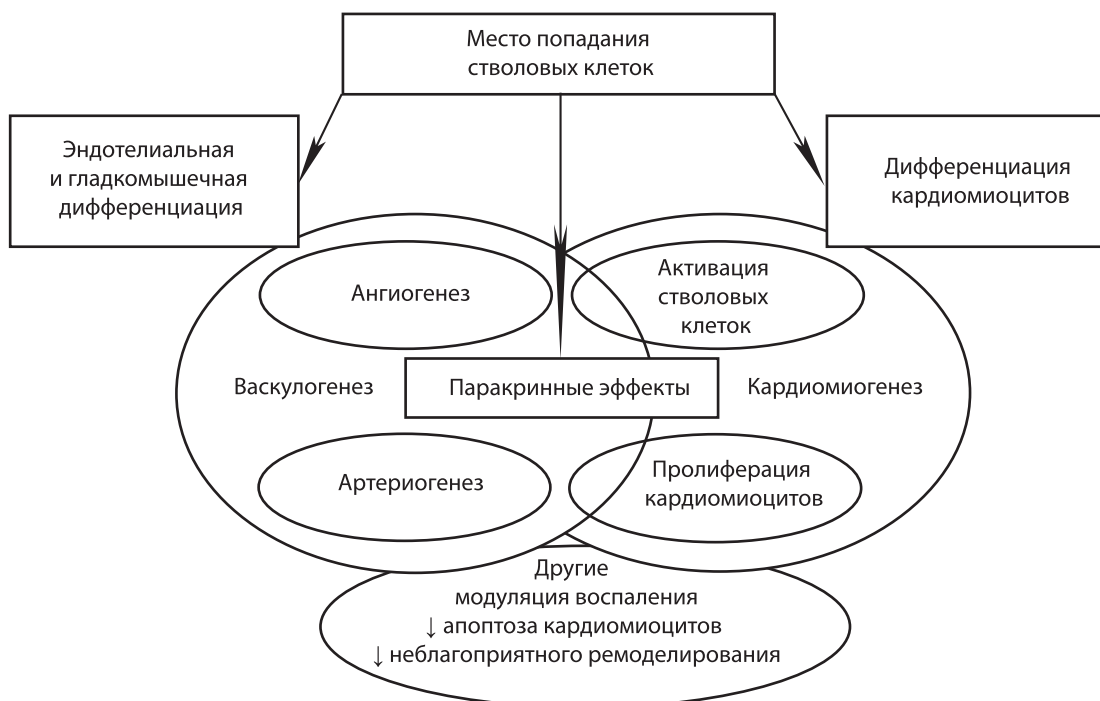 Место попадания
стволовых клеток
Эндотелиальная
и гладкомышечная
дифференциация
Дифференциация
кардиомиоцитов
Ангиогенез
Активация
стволовых
клеток
Васкулогенез
Паракринные эффекты
Кардиомиогенез
Артериогенез
Пролиферация
кардиомиоцитов
Другие
модуляция воспаления
↓ апоптоза кардиомиоцитов
↓ неблагоприятного ремоделирования